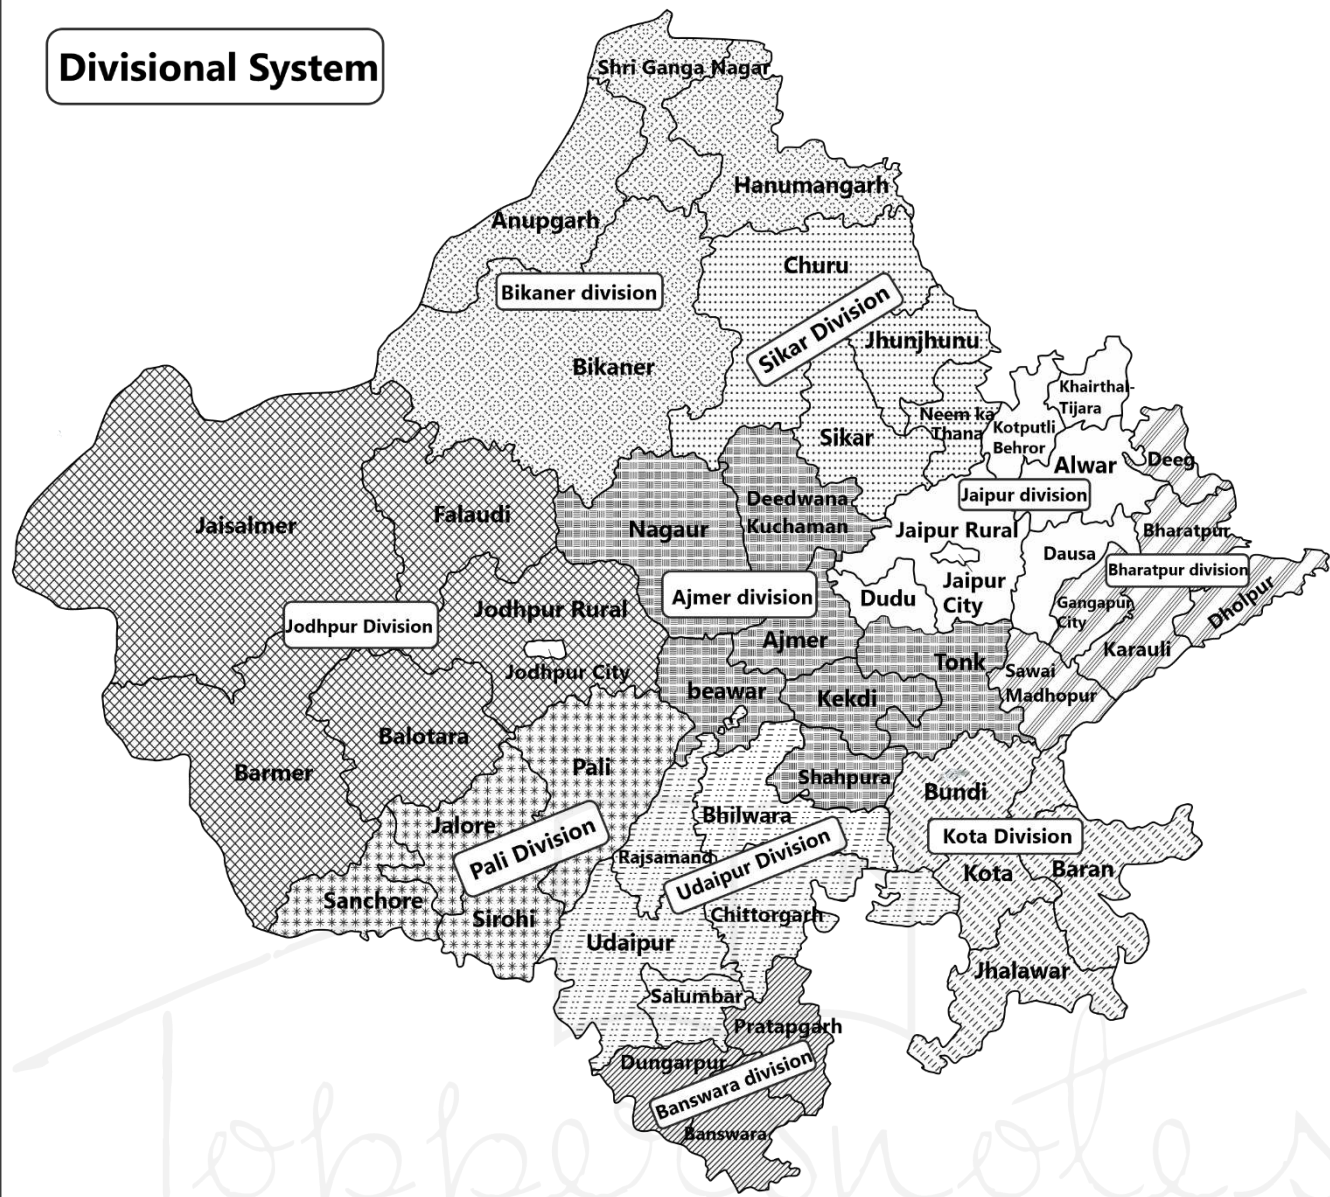 Divisional System
Shri Ganga Nagar
Hanumangarh
Anupgarh
Churu
Bikaner division
Sikar Division
Jhunjhunu
Bikaner
Khairthal-
Tijara
Neem ka
Thana
Kotputli
Behror
Sikar
Alwar
Deeg
Jaipur division
Deedwana
Kuchaman
Falaudi
Jaisalmer
Nagaur
Jaipur Rural
Bharatpur
Dausa
Bharatpur division
Jaipur
City
Dudu
Ajmer division
Gangapur
City
Dholpur
Jodhpur Rural
Jodhpur Division
Ajmer
Karauli
Tonk
Sawai
Madhopur
Jodhpur City
beawar
Kekdi
Balotara
Pali
Barmer
Shahpura
Bundi
Bhilwara
Jalore
Pali Division
Kota Division
Rajsamand
Udaipur Division
Kota
Baran
Sanchore
Sirohi
Chittorgarh
Udaipur
Jhalawar
Salumbar
Pratapgarh
Dungarpur
Banswara division
Banswara
Toppersnotes